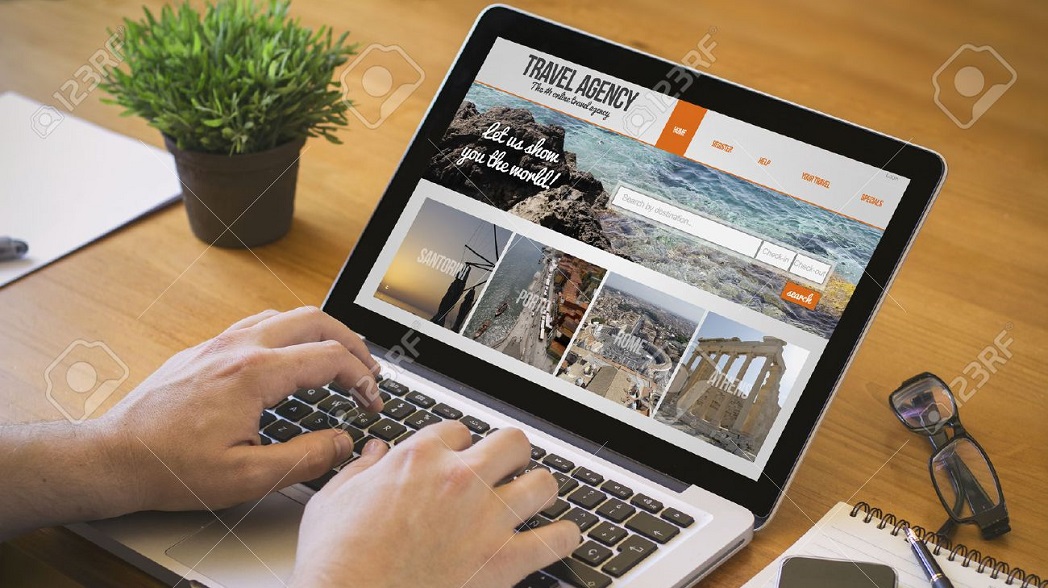 TRAVEL AGENCY
The #1 online travel agency
HOME
REGISTER
HELP
YOUR TRAVEL
SPECIALS
let us show
you the world!
Search by destination...
Check-in
Check-out
search
SANTORINI
ROME
ATHENS
123RF
123RF
123RF
123RF
123RF